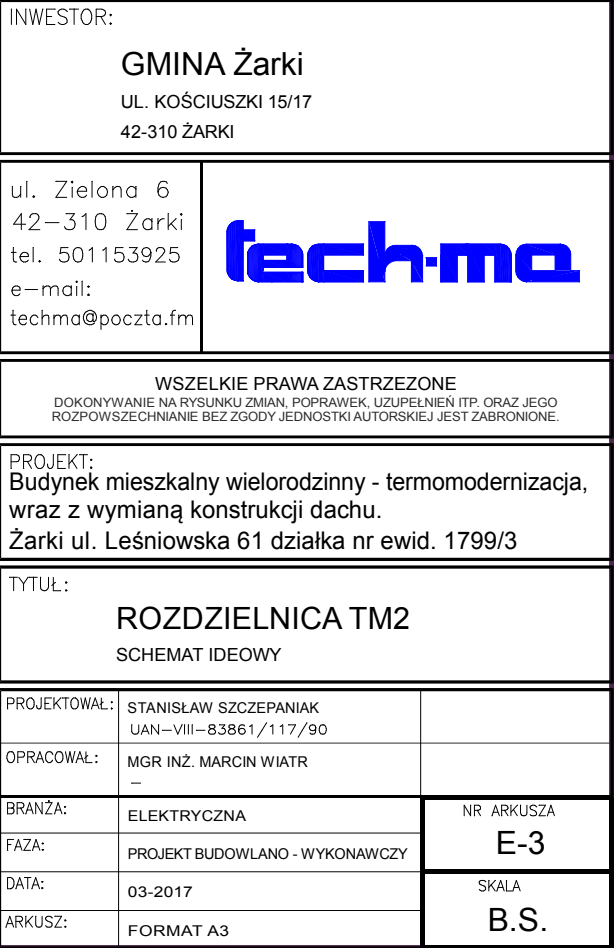 INWESTOR:
GMINA Żarki
UL. KOŚCIUSZKI 15/17
42-310 ŻARKI
ul. Zielona 6
42-310 Żarki
tel. 501153925
e-mail:
techma@poczta.fm
tech-ma
WSZELKIE PRAWA ZASTRZEZONE
DOKONYWANIE NA RYSUNKU ZMIAN, POPRAWEK, UZUPEŁNIEŃ ITP. ORAZ JEGO
ROZPOWSZECHNIANIE BEZ ZGODY JEDNOSTKI AUTORSKIEJ JEST ZABRONIONE.
PROJEKT:
Budynek mieszkalny wielorodzinny - termomodernizacja,
wraz z wymianą konstrukcji dachu.
Żarki ul. Leśniowska 61 działka nr ewid. 1799/3
TYTUŁ:
ROZDZIELNICA TM2
SCHEMAT IDEOWY
PROJEKTOWAŁ: STANISŁAW SZCZEPANIAK
UAN-VIII-83861/117/90
OPRACOWAŁ: MGR INŻ. MARCIN WIATR
-
BRANŻA: ELEKTRYCZNA
FAZA: PROJEKT BUDOWLANO - WYKONAWCZY
DATA: 03-2017
ARKUSZ: FORMAT A3
NR ARKUSZA
E-3
SKALA
B.S.